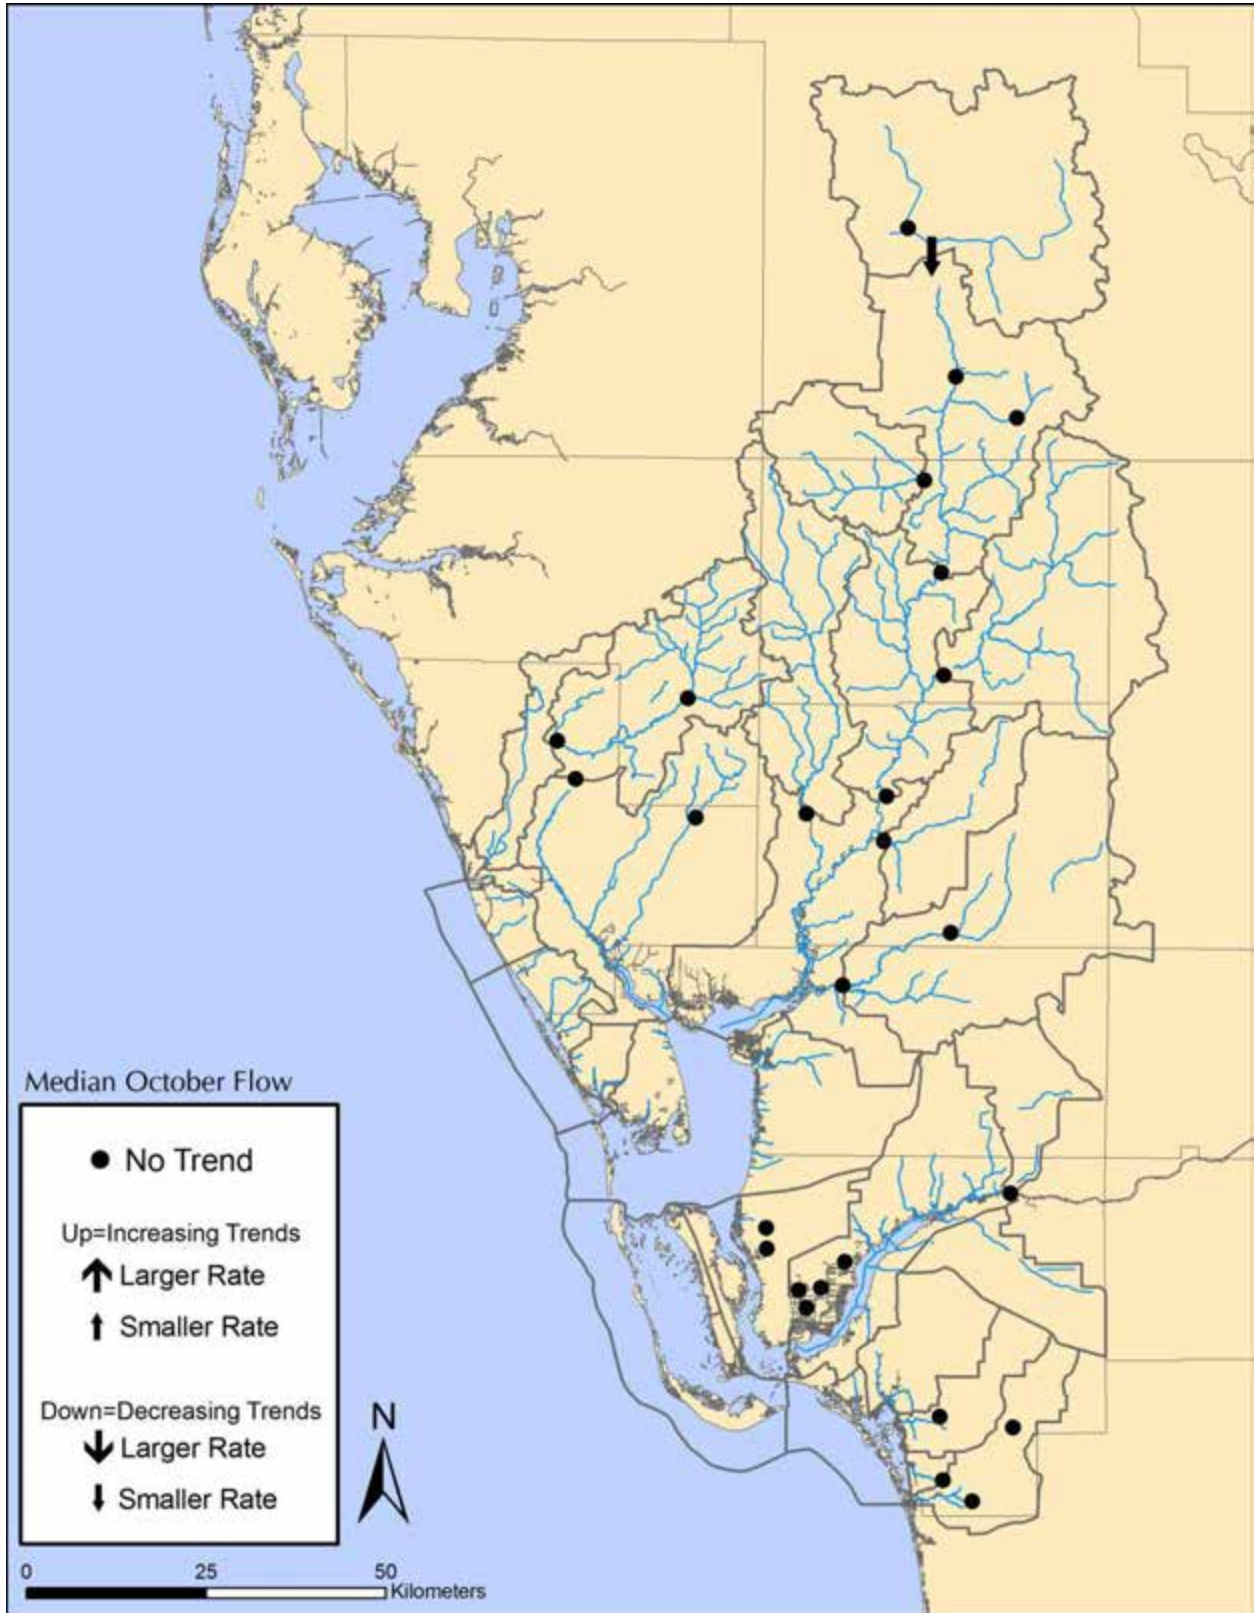 Median October Flow
No Trend
Up=Increasing Trends
Larger Rate
Smaller Rate
Down=Decreasing Trends
Larger Rate
Smaller Rate
N
0 25 50
Kilometers